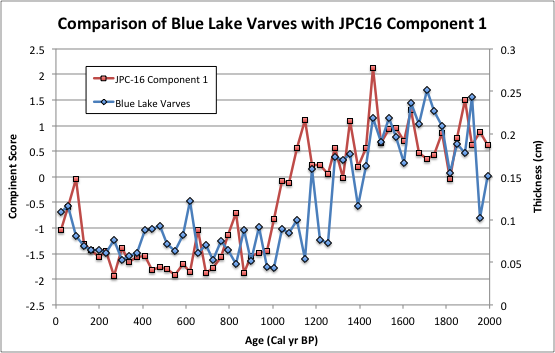 Comparison of Blue Lake Varves with JPC16 Component 1
2.5
2
1.5
1
0.5
0
-0.5
-1
-1.5
-2
-2.5
Compinent Score
JPC-16 Component 1
Blue Lake Varves
0.3
0.25
0.2
0.15
0.1
0.05
0
Thickness (cm)
0 200 400 600 800 1000 1200 1400 1600 1800 2000
Age (Cal yr BP)